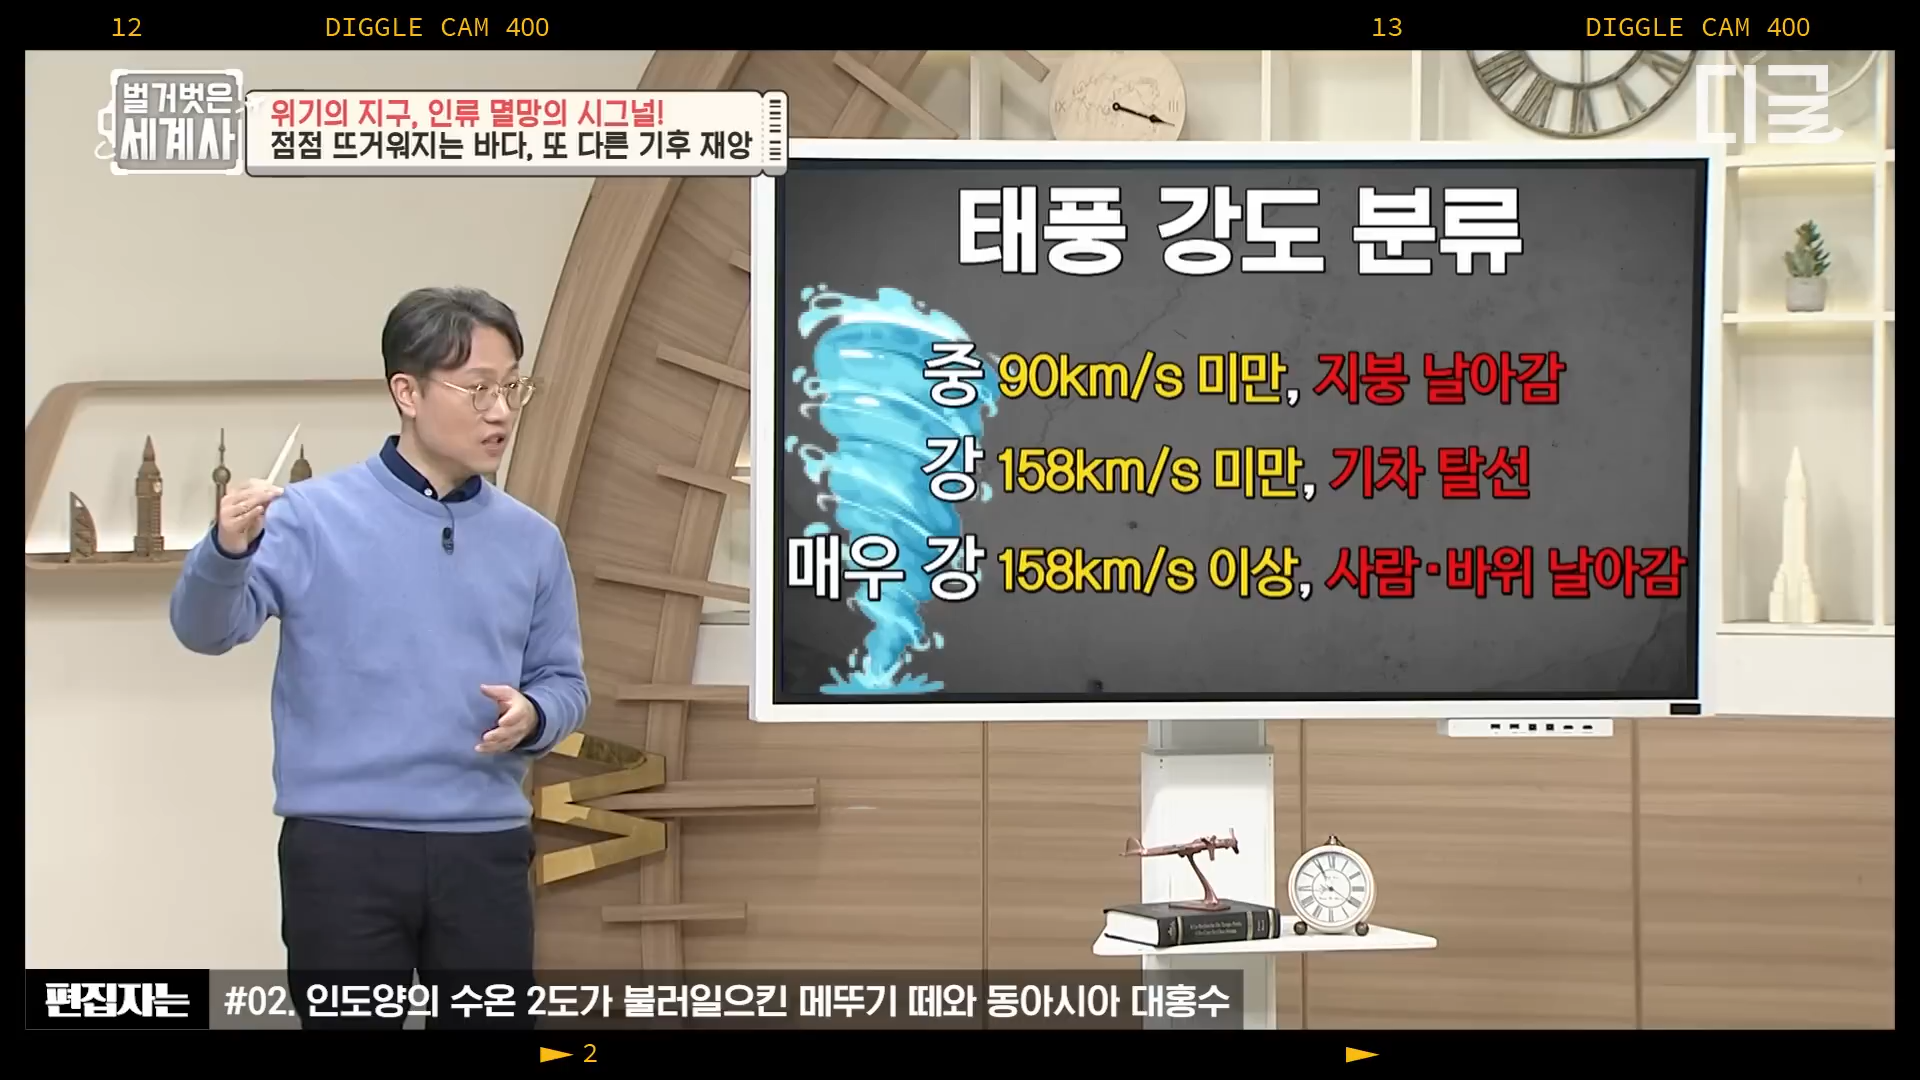 12 DIGGLE CAM 400 13 DIGGLE CAM 400
벌거벗은
세계사
위기의 지구, 인류 멸망의 시그널!
점점 뜨거워지는 바다, 또 다른 기후 재앙
디글
태풍 강도 분류
중 90km/s 미만, 지붕 날아감
강 158km/s 미만, 기차 탈선
매우 강 158km/s 이상, 사람·바위 날아감
편집자는 #02. 인도양의 수온 2도가 불러일으킨 메뚜기 떼와 동아시아 대홍수
2